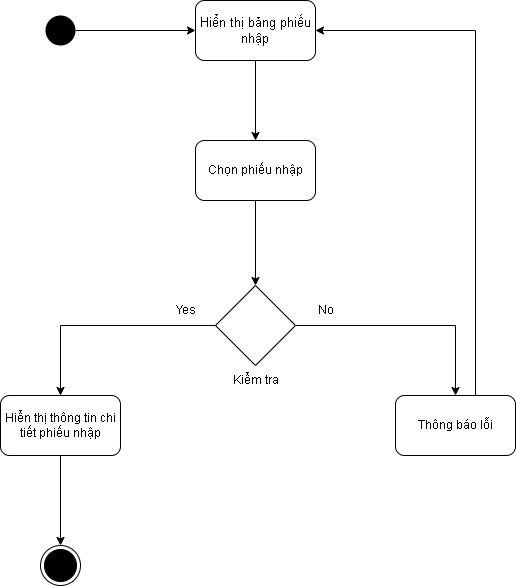 Hiển thị bảng phiếu
nhập
Chọn phiếu nhập
Yes
No
Kiểm tra
Hiển thị thông tin chi
tiết phiếu nhập
Thông báo lỗi